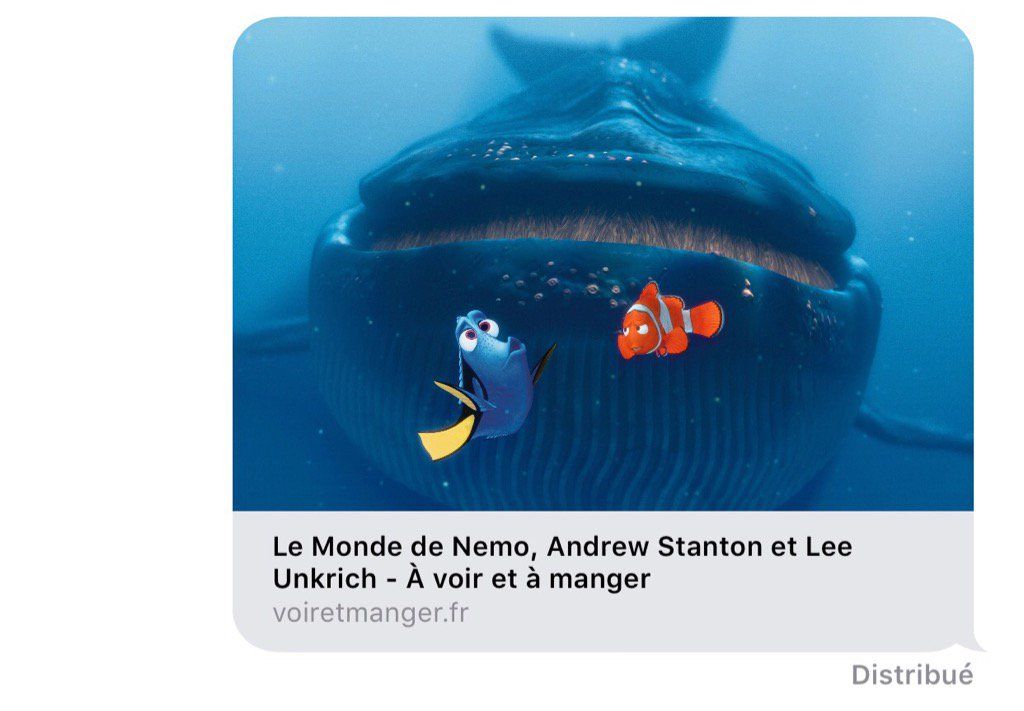 Le Monde de Nemo, Andrew Stanton et Lee
Unkrich - À voir et à manger
voiretmanger.fr
Distribué